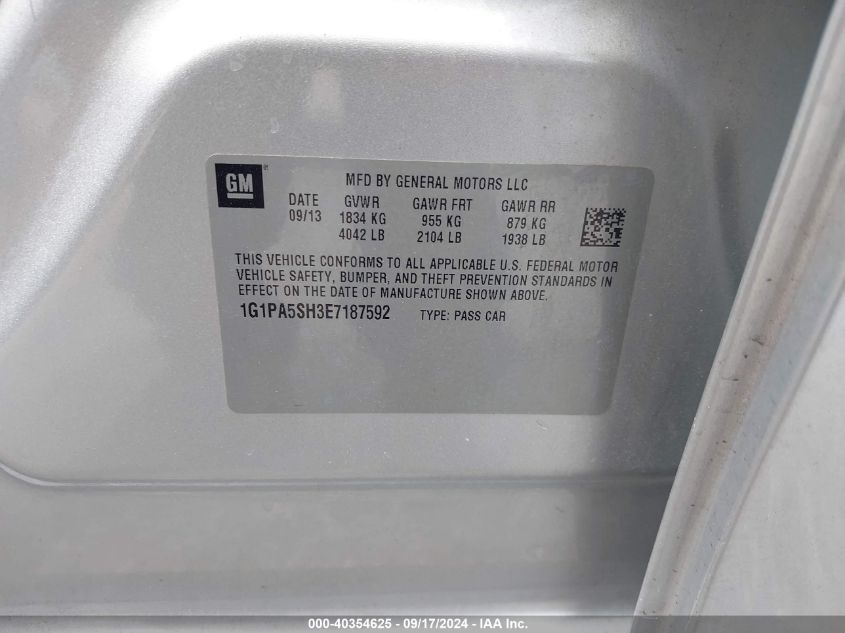 GM
MFD BY GENERAL MOTORS LLC
DATE GVWR GAWR FRT GAWR RR
09/13 1834 KG 955 KG 879 KG
4042 LB 2104 LB 1938 LB
THIS VEHICLE CONFORMS TO ALL APPLICABLE U.S. FEDERAL MOTOR
VEHICLE SAFETY, BUMPER, AND THEFT PREVENTION STANDARDS IN
EFFECT ON THE DATE OF MANUFACTURE SHOWN ABOVE.
1G1PA5SH3E7187592 TYPE: PASS CAR
000-40354625 - 09/17/2024 - IAA Inc.